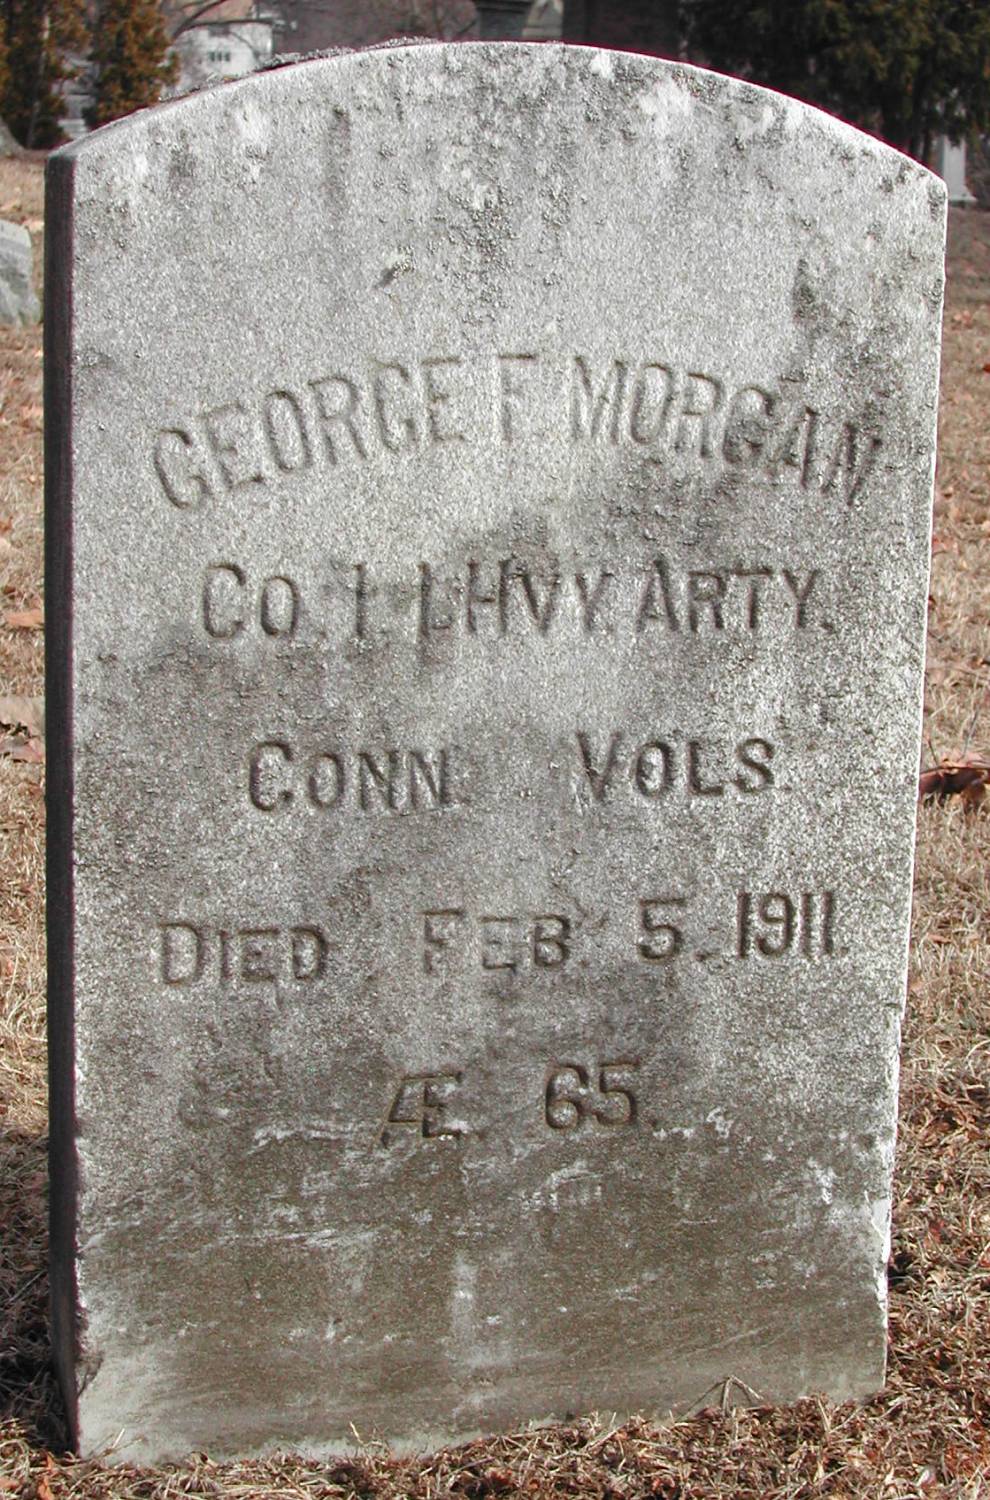 GEORGE F. MORGAN
CO. I. 1. HVY. ARTY.
CONN. VOLS.
DIED FEB. 5. 1911.
Æ. 65.